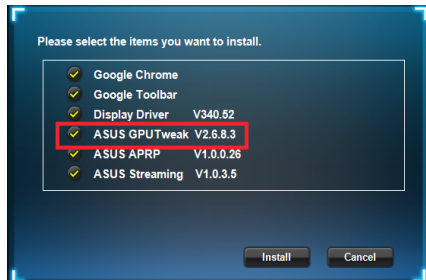 Please select the items you want to install.
Google Chrome
Google Toolbar
Display Driver V340.52
ASUS GPUTweak V2.6.8.3
ASUS APRP V1.0.0.26
ASUS Streaming V1.0.3.5
Install Cancel